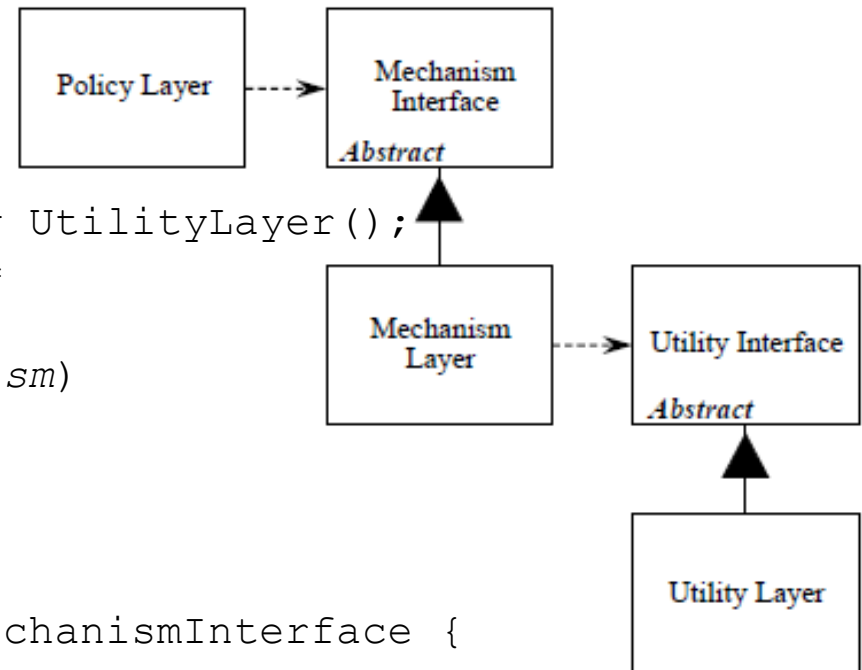 Policy Layer
Mechanism
Interface
Abstract
UtilityLayer();
Mechanism
Layer
Utility Interface
sm)
Abstract
Utility Layer
chanismInterface {